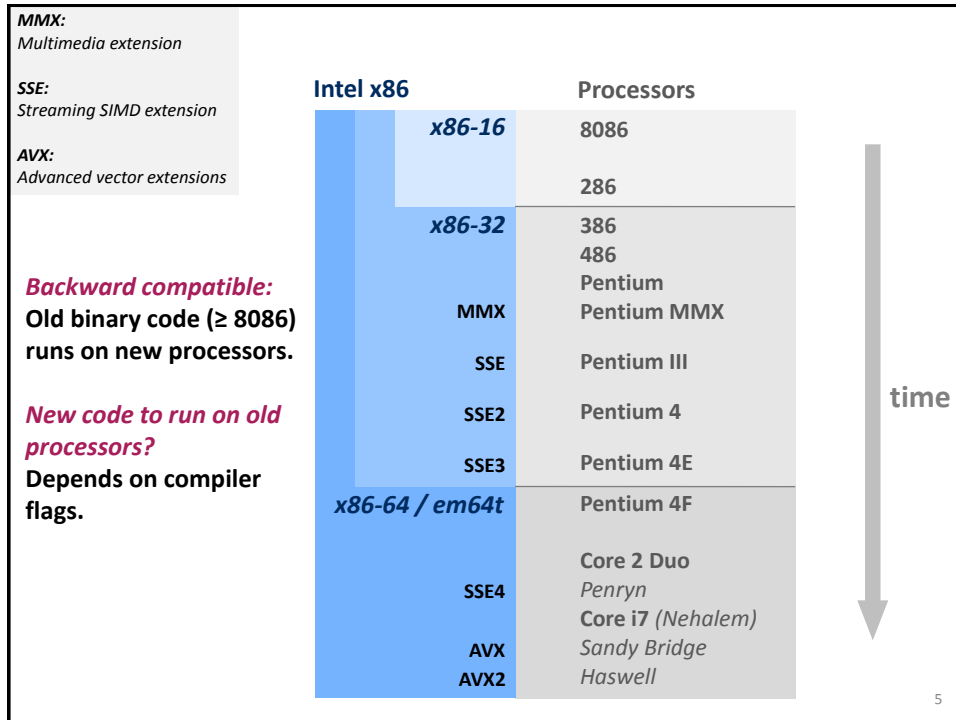 MMX:
Multimedia extension
SSE:
Streaming SIMD extension
AVX:
Advanced vector extensions
Backward compatible:
Old binary code (≥ 8086)
runs on new processors.
New code to run on old
processors?
Depends on compiler
flags.
Intel x86 Processors
x86-16 8086
286
x86-32 386
486
Pentium
MMX Pentium MMX
SSE Pentium III
SSE2 Pentium 4
SSE3 Pentium 4E
x86-64 / em64t Pentium 4F
Core 2 Duo
SSE4 Penryn
Core i7 (Nehalem)
AVX Sandy Bridge
AVX2 Haswell
time
5